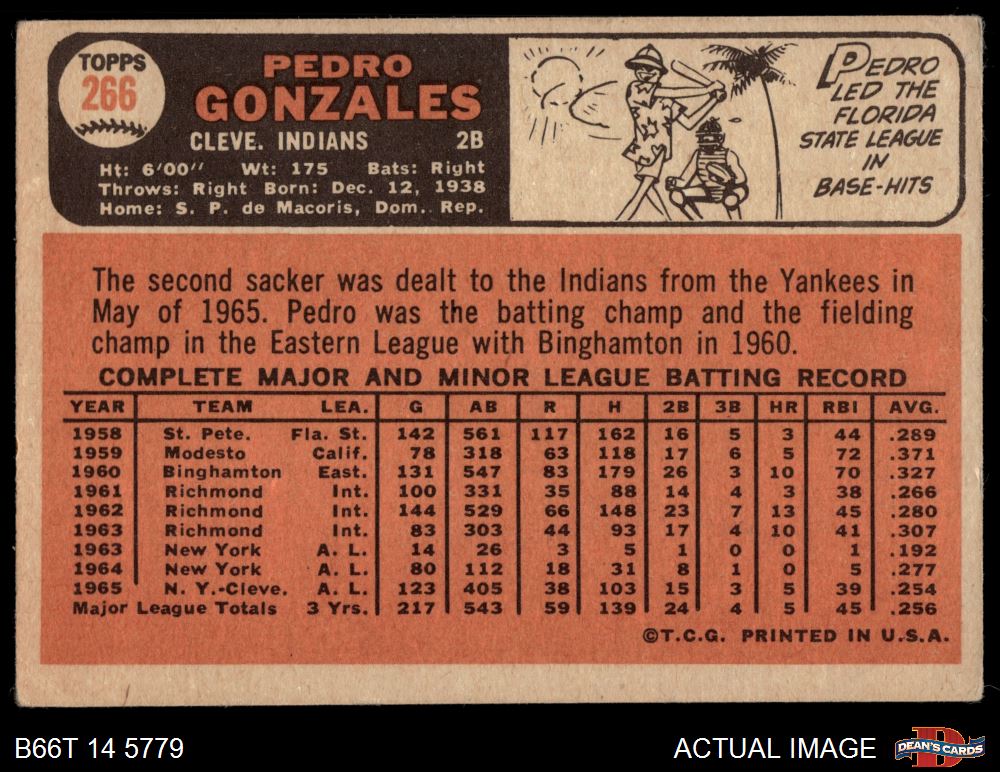 TOPPS
266
PEDRO
GONZALES
CLEVE. INDIANS 2B
Ht: 6'00" Wt: 175 Bats: Right
Throws: Right Born: Dec. 12, 1938
Home: S. P. de Macoris, Dom. Rep.
PEDRO
LED THE
FLORIDA
STATE LEAGUE
IN
BASE-HITS
The second sacker was dealt to the Indians from the Yankees in
May of 1965. Pedro was the batting champ and the fielding
champ in the Eastern League with Binghamton in 1960.
COMPLETE MAJOR AND MINOR LEAGUE BATTING RECORD
YEAR TEAM LEA. G AB R H 2B 3B HR RBI AVG.
1958 St. Pete. Fla. St. 142 561 117 162 16 5 3 44 .289
1959 Modesto Calif. 78 318 63 118 17 6 5 72 .371
1960 Binghamton East. 131 547 83 179 26 3 10 70 .327
1961 Richmond Int. 100 331 35 88 14 4 3 38 .266
1962 Richmond Int. 144 529 66 148 23 7 13 45 .280
1963 Richmond Int. 83 303 44 93 17 4 10 41 .307
1963 New York A. L. 14 26 3 5 1 0 0 1 .192
1964 New York A. L. 80 112 18 31 8 1 0 5 .277
1965 N. Y.-Cleve. A. L. 123 405 38 103 15 3 5 39 .254
Major League Totals 3 Yrs. 217 543 59 139 24 4 5 45 .256
©T.C.G. PRINTED IN U.S.A.
B66T 14 5779
ACTUAL IMAGE
D
DEAN'S CARDS